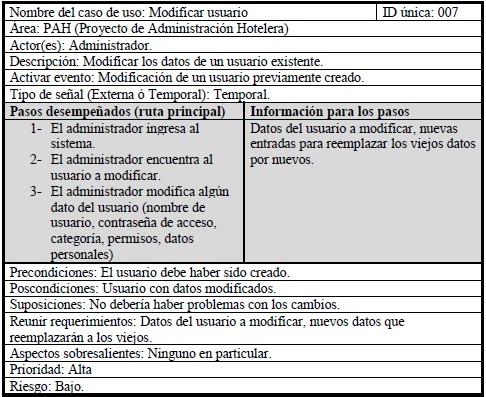 Nombre del caso de uso: Modificar usuario ID única: 007
Área: PAH (Proyecto de Administración Hotelera)
Actor(es): Administrador.
Descripción: Modificar los datos de un usuario existente.
Activar evento: Modificación de un usuario previamente creado.
Tipo de señal (Externa ó Temporal): Temporal.
Pasos desempeñados (ruta principal)
1- El administrador ingresa al
sistema.
2- El administrador encuentra al
usuario a modificar.
3- El administrador modifica algún
dato del usuario (nombre de
usuario, contraseña de acceso,
categoría, permisos, datos
personales)
Información para los pasos
Datos del usuario a modificar, nuevas
entradas para reemplazar los viejos datos
por nuevos.
Precondiciones: El usuario debe haber sido creado.
Poscondiciones: Usuario con datos modificados.
Suposiciones: No debería haber problemas con los cambios.
Reunir requerimientos: Datos del usuario a modificar, nuevos datos que
reemplazarán a los viejos.
Aspectos sobresalientes: Ninguno en particular.
Prioridad: Alta
Riesgo: Bajo.